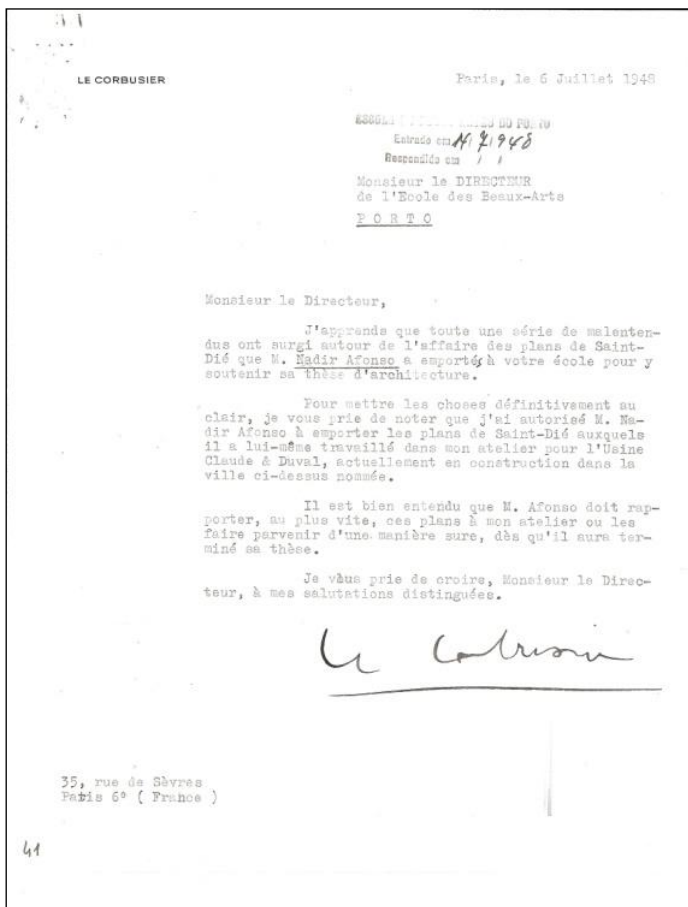 LE CORBUSIER
Paris, le 6 Juillet 1948
DO PORTO
Entrada em 7 1948
Respondido em / /
Monsieur le DIRECTEUR
de l'Ecole des Beaux-Arts
PORTO
Monsieur le Directeur,
J'apprends que toute une série de malenten-
dus ont surgi autour de l'affaire des plans de Saint-
Dié que M. Nadir Afonso a emportés à votre école pour y
soutenir sa thèse d'architecture.
Pour mettre les choses définitivement au
clair, je vous prie de noter que j'ai autorisé M. Na-
dir Afonso à emporter les plans de Saint-Dié auxquels
il a lui-même travaillé dans mon atelier pour l'Usine
Claude & Duval, actuellement en construction dans la
ville ci-dessus nommée.
Il est bien entendu que M. Afonso doit rap-
porter, au plus vite, ces plans à mon atelier ou les
faire parvenir d'une manière sure, dès qu'il aura ter-
miné sa thèse.
Je vous prie de croire, Monsieur le Direc-
teur, à mes salutations distinguées.
Le Corbusier
35, rue de Sèvres
Paris 6° ( France )
41